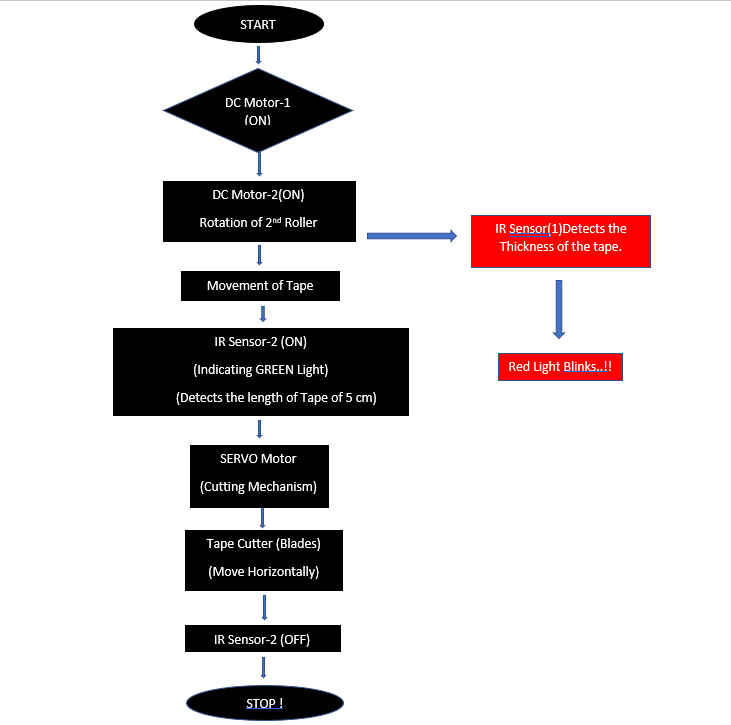 START
DC Motor-1
(ON)
DC Motor-2(ON)
Rotation of 2nd Roller
IR Sensor(1)Detects the
Thickness of the tape.
Movement of Tape
IR Sensor-2 (ON)
(Indicating GREEN Light)
(Detects the length of Tape of 5 cm)
Red Light Blinks..!!
SERVO Motor
(Cutting Mechanism)
Tape Cutter (Blades)
(Move Horizontally)
IR Sensor-2 (OFF)
STOP !